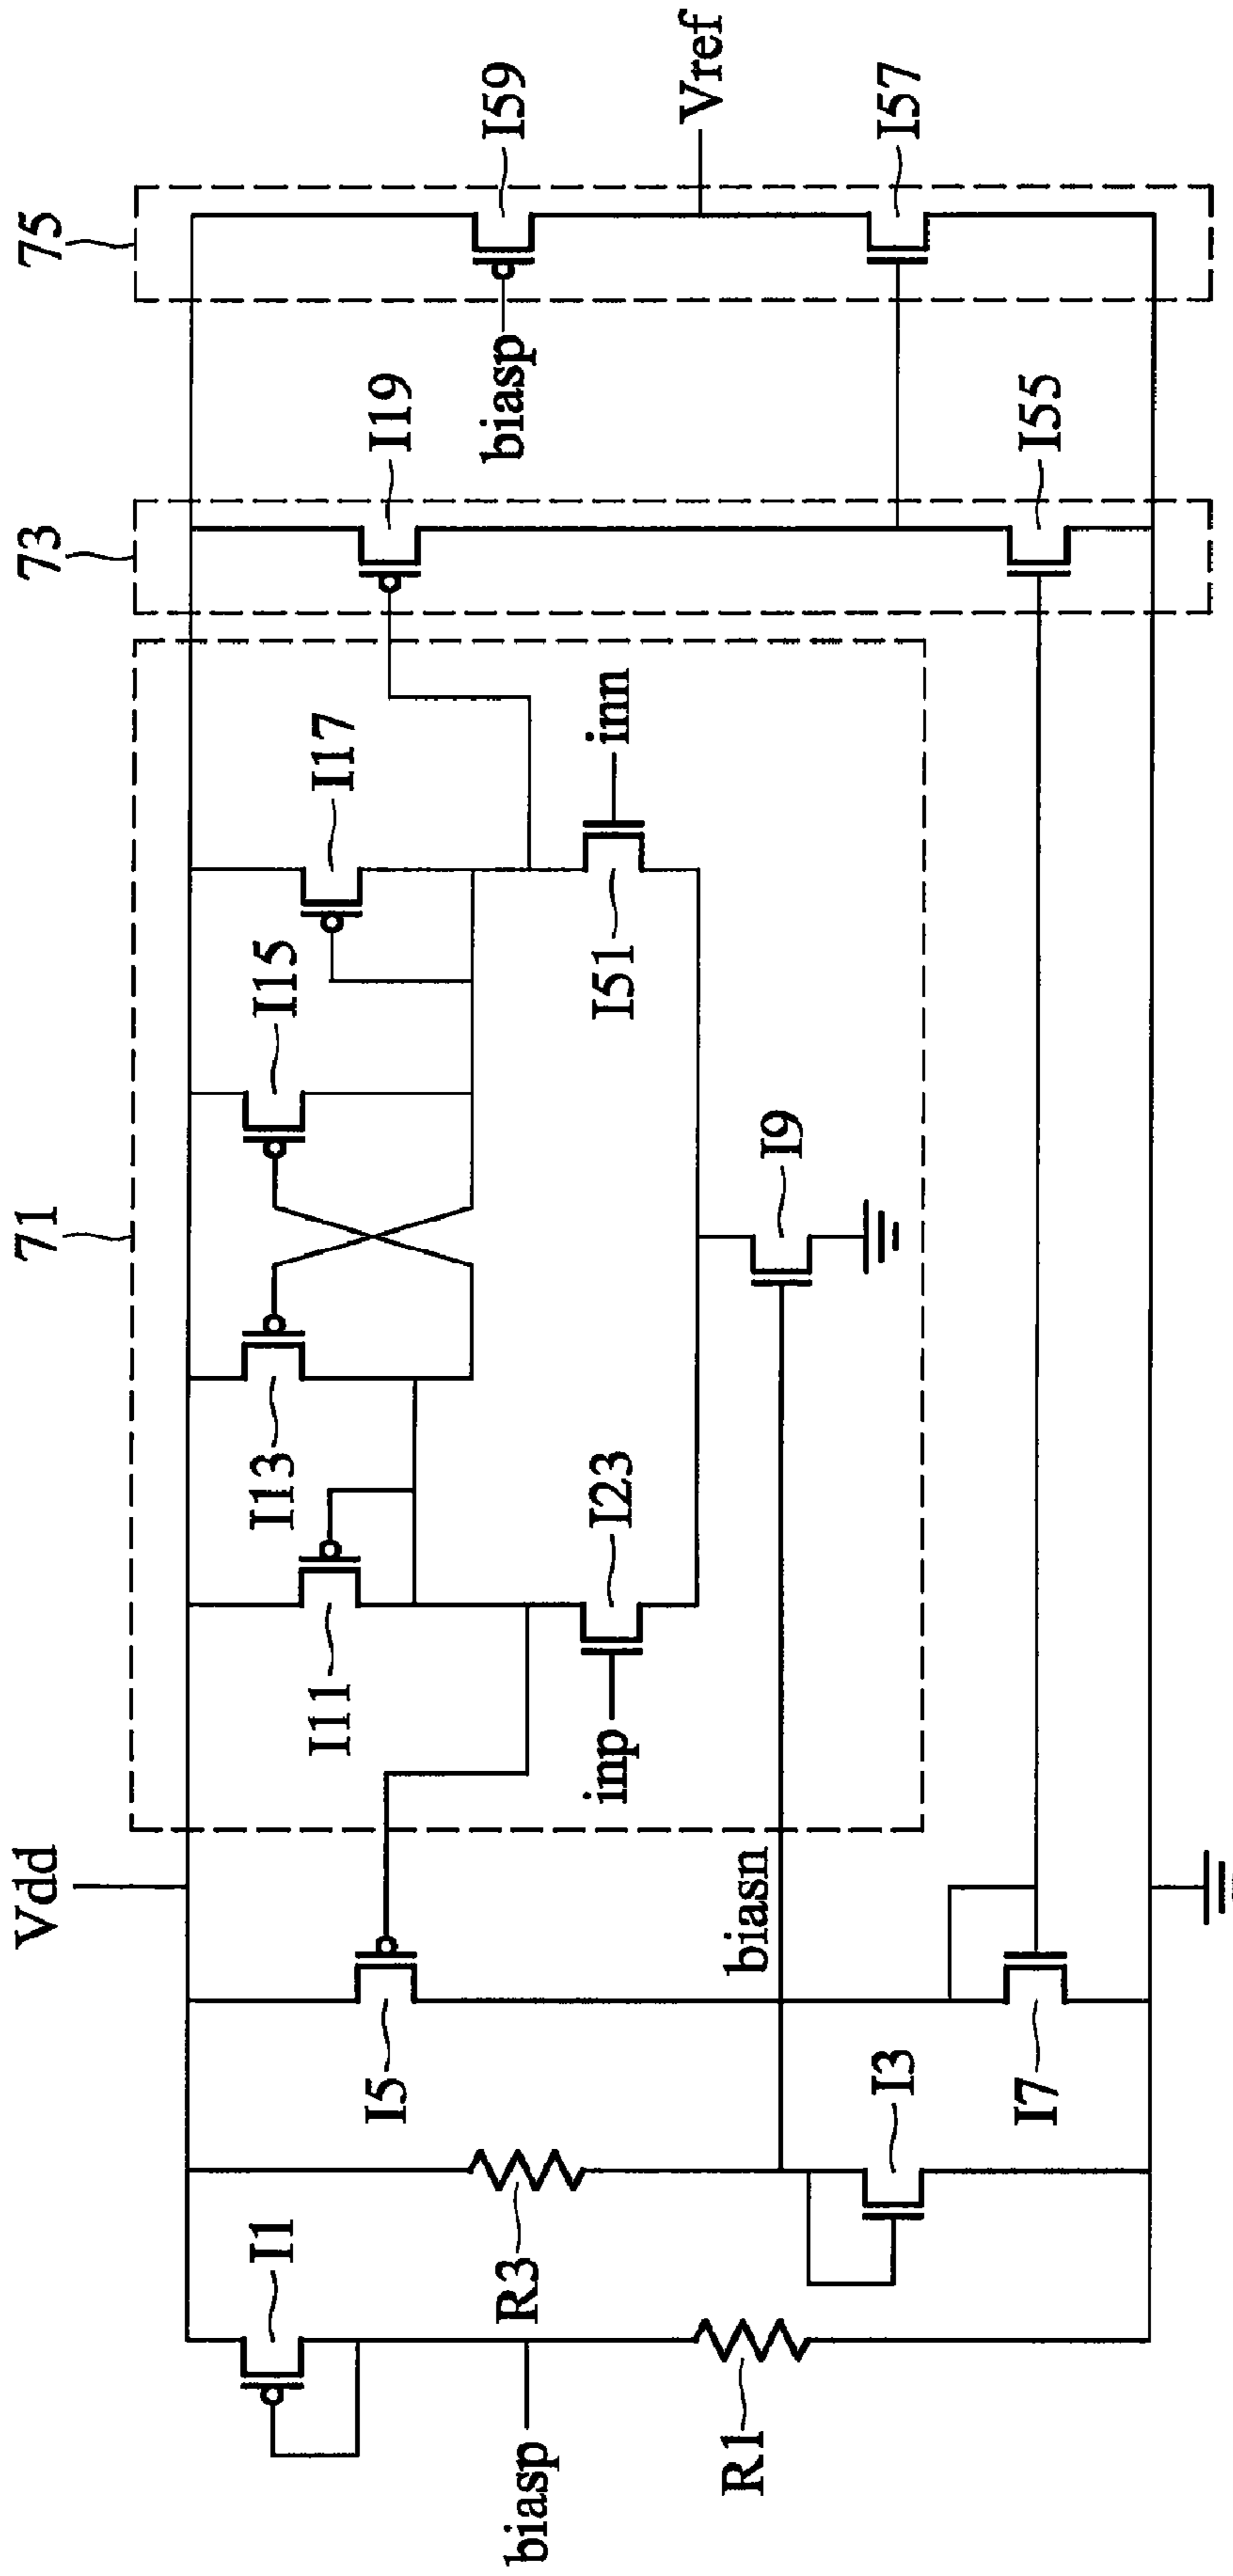 Vdd
71
73
75
I1
I5
I11
I13
I15
I17
I19
I59
biasp
Vref
R3
inp
I23
I51
inn
biasp
R1
biasn
I9
I3
I7
I55
I57